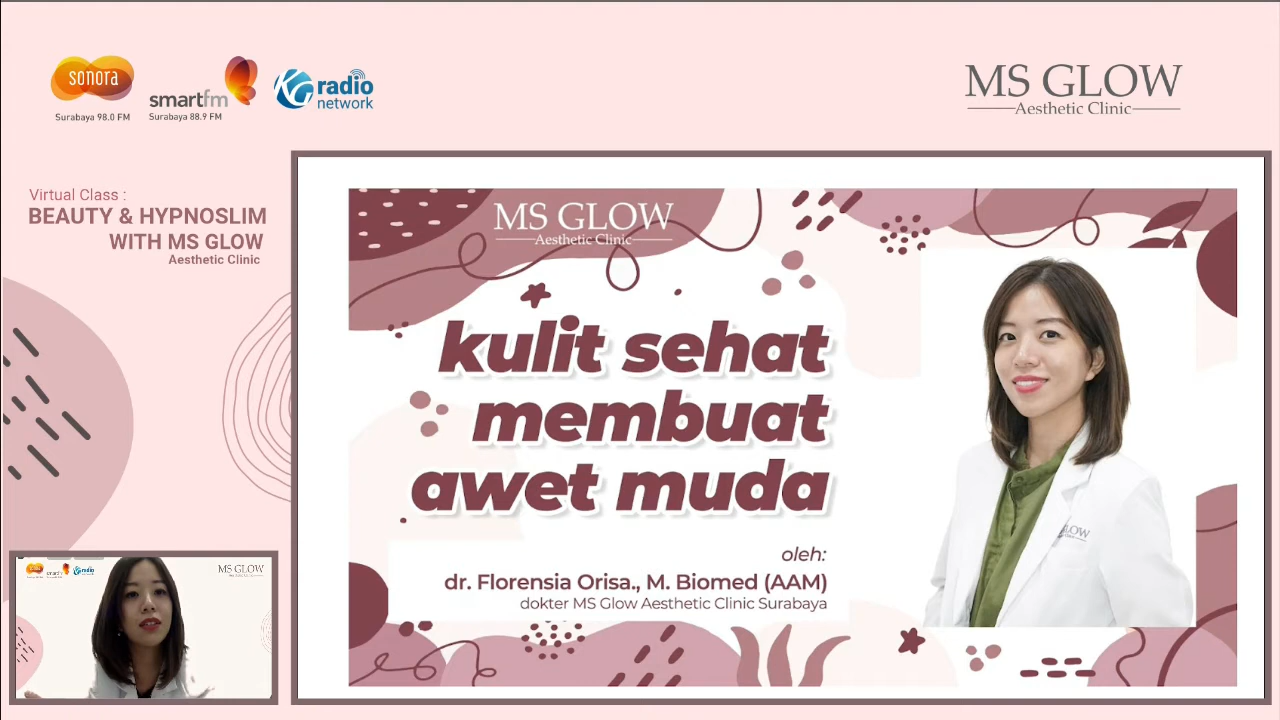 sonora
Surabaya 98.0 FM
smartfm
Surabaya 88.9 FM
KG radio
network
MS GLOW
Aesthetic Clinic
Virtual Class :
BEAUTY & HYPNOSLIM
WITH MS GLOW
Aesthetic Clinic
MS GLOW
Aesthetic Clinic
kulit sehat
membuat
awet muda
oleh:
dr. Florensia Orisa., M. Biomed (AAM)
dokter MS Glow Aesthetic Clinic Surabaya
MS GLOW
radio